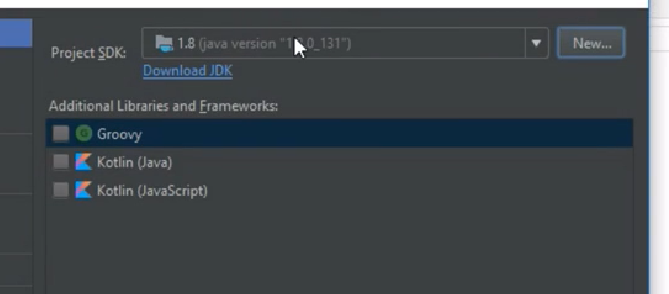 Project SDK:
1.8 (java version "1.8.0_131")
New...
Download JDK
Additional Libraries and Frameworks:
Groovy
Kotlin (Java)
Kotlin (JavaScript)